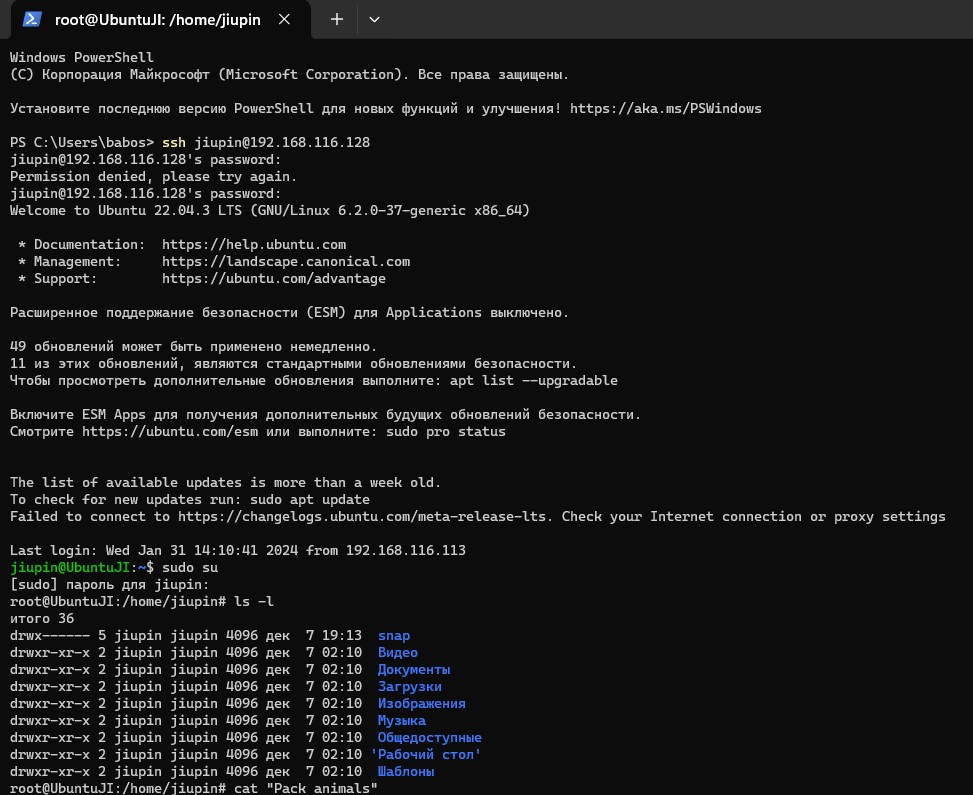 root@UbuntuJI: /home/jiupin
Windows PowerShell
(C) Корпорация Майкрософт (Microsoft Corporation). Все права защищены.
Установите последнюю версию PowerShell для новых функций и улучшения! https://aka.ms/PSWindows
PS C:\Users\babos> ssh jiupin@192.168.116.128
jiupin@192.168.116.128's password:
Permission denied, please try again.
jiupin@192.168.116.128's password:
Welcome to Ubuntu 22.04.3 LTS (GNU/Linux 6.2.0-37-generic x86_64)
* Documentation:  https://help.ubuntu.com
* Management:     https://landscape.canonical.com
* Support:        https://ubuntu.com/advantage
Расширенное поддержание безопасности (ESM) для Applications выключено.
49 обновлений может быть применено немедленно.
11 из этих обновлений, являются стандартными обновлениями безопасности.
Чтобы просмотреть дополнительные обновления выполните: apt list --upgradable
Включите ESM Apps для получения дополнительных будущих обновлений безопасности.
Смотрите https://ubuntu.com/esm или выполните: sudo pro status
The list of available updates is more than a week old.
To check for new updates run: sudo apt update
Failed to connect to https://changelogs.ubuntu.com/meta-release-lts. Check your Internet connection or proxy settings
Last login: Wed Jan 31 14:10:41 2024 from 192.168.116.113
jiupin@UbuntuJI:~$ sudo su
[sudo] пароль для jiupin:
root@UbuntuJI:/home/jiupin# ls -l
итого 36
drwx------ 5 jiupin jiupin 4096 дек  7 19:13  snap
drwxr-xr-x 2 jiupin jiupin 4096 дек  7 02:10  Видео
drwxr-xr-x 2 jiupin jiupin 4096 дек  7 02:10  Документы
drwxr-xr-x 2 jiupin jiupin 4096 дек  7 02:10  Загрузки
drwxr-xr-x 2 jiupin jiupin 4096 дек  7 02:10  Изображения
drwxr-xr-x 2 jiupin jiupin 4096 дек  7 02:10  Музыка
drwxr-xr-x 2 jiupin jiupin 4096 дек  7 02:10  Общедоступные
drwxr-xr-x 2 jiupin jiupin 4096 дек  7 02:10 'Рабочий стол'
drwxr-xr-x 2 jiupin jiupin 4096 дек  7 02:10  Шаблоны
root@UbuntuJI:/home/jiupin# cat "Pack animals"